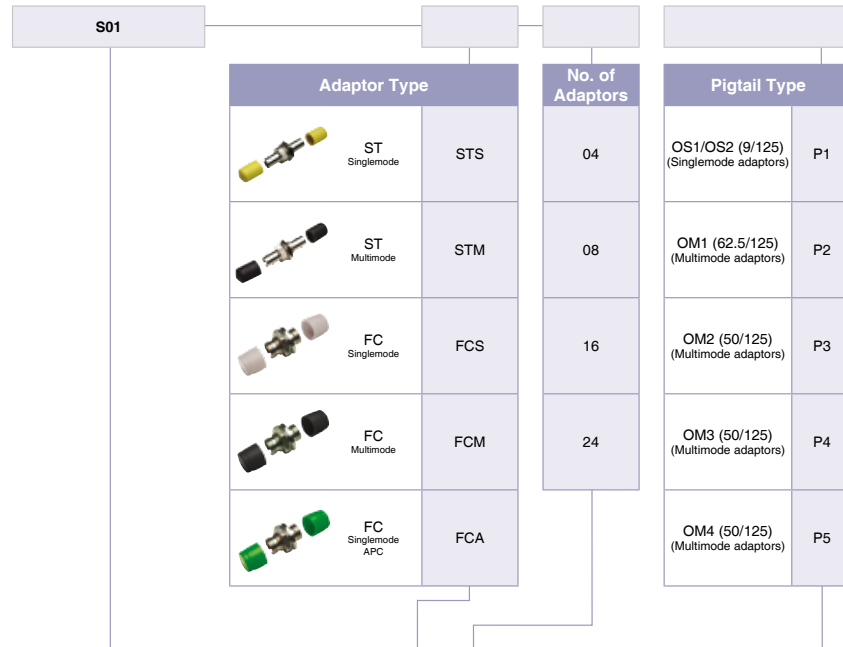 S01
Adaptor Type
No. of
Adaptors
Pigtail Type
ST
Singlemode
STS
04
OS1/OS2 (9/125)
(Singlemode adaptors)
P1
ST
Multimode
STM
08
OM1 (62.5/125)
(Multimode adaptors)
P2
FC
Singlemode
FCS
16
OM2 (50/125)
(Multimode adaptors)
P3
FC
Multimode
FCM
24
OM3 (50/125)
(Multimode adaptors)
P4
FC
Singlemode
APC
FCA
OM4 (50/125)
(Multimode adaptors)
P5